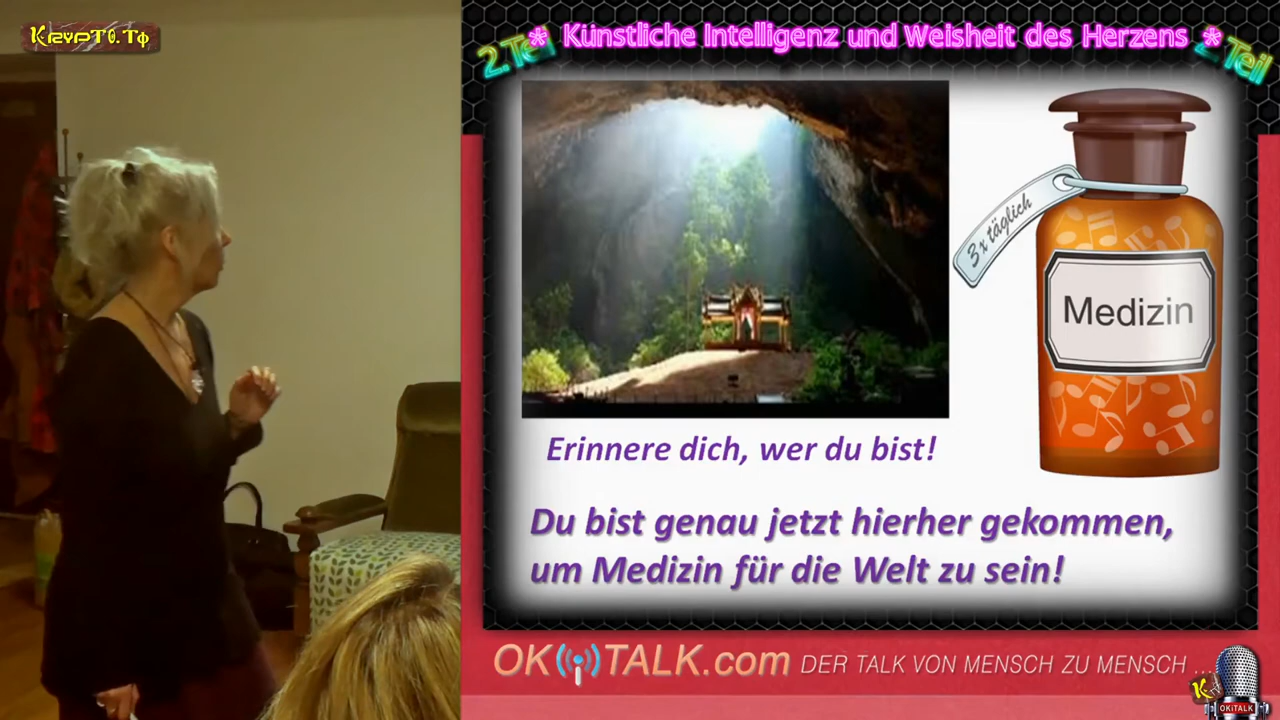 KrypT0.Tφ
2.Teil
* Künstliche Intelligenz und Weisheit des Herzens *
2.Teil
3 x täglich
Medizin
Erinnere dich, wer du bist!
Du bist genau jetzt hierher gekommen,
um Medizin für die Welt zu sein!
OKiTALK.com DER TALK VON MENSCH ZU MENSCH ...
OKiTALK